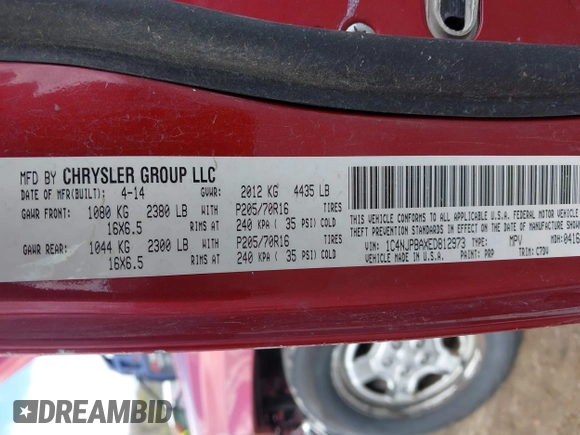 MFD BY CHRYSLER GROUP LLC
DATE OF MFR(BUILT): 4-14 GVWR: 2012 KG 4435 LB
GAWR FRONT: 1080 KG 2380 LB WITH P205/70R16 TIRES
16X6.5 RIMS AT 240 KPA ( 35 PSI) COLD
GAWR REAR: 1044 KG 2300 LB WITH P205/70R16 TIRES
16X6.5 RIMS AT 240 KPA ( 35 PSI) COLD
THIS VEHICLE CONFORMS TO ALL APPLICABLE U.S.A. FEDERAL MOTOR VEHICLE
THEFT PREVENTION STANDARDS IN EFFECT ON THE DATE OF MANUFACTURE SHOWN
VIN: 1C4NJPBAXED812973 TYPE: MPV MDH:0416
VEHICLE MADE IN U.S.A. PAINT: PRP TRIM: C7DV
DREAMBID